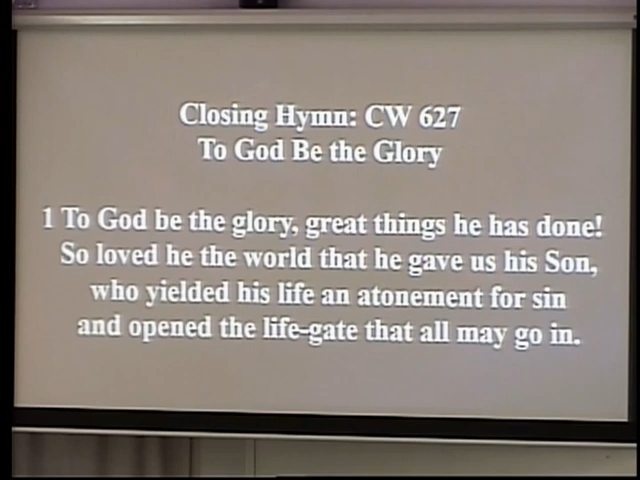 Closing Hymn: CW 627
To God Be the Glory
1 To God be the glory, great things he has done!
So loved he the world that he gave us his Son,
who yielded his life an atonement for sin
and opened the life-gate that all may go in.